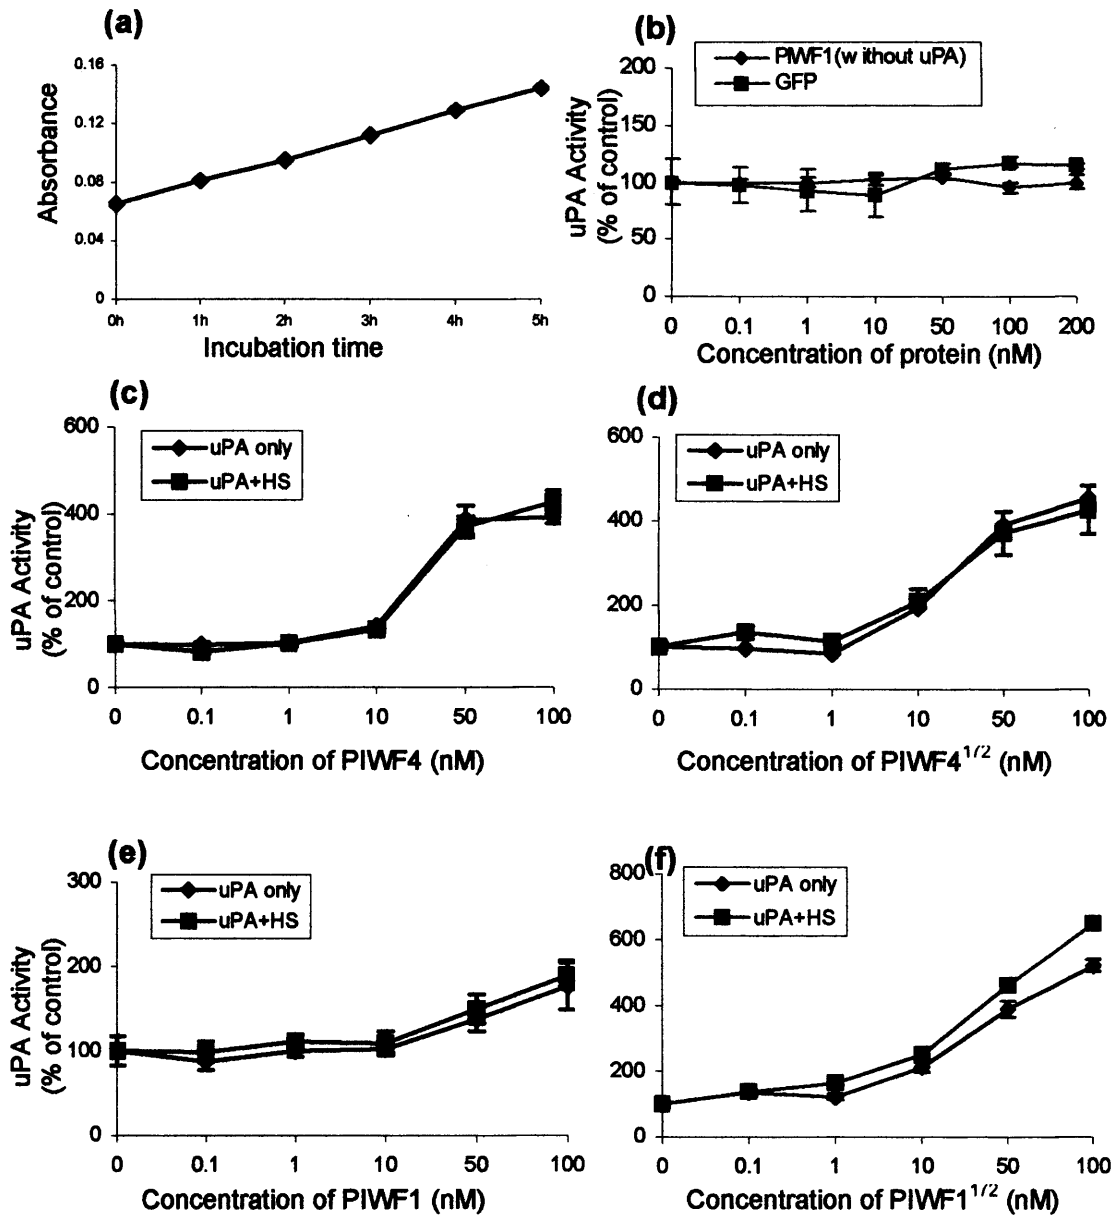 (a)
0.16
0.12
0.08
0.04
0
Absorbance
0h 1h 2h 3h 4h 5h
Incubation time
(b)
PIWF1(w ithout uPA)
GFP
200
150
100
50
0
uPA Activity
(% of control)
0 0.1 1 10 50 100 200
Concentration of protein (nM)
(c)
600
400
200
0
uPA only
uPA+HS
uPA Activity
(% of control)
0 0.1 1 10 50 100
Concentration of PIWF4 (nM)
(d)
600
400
200
0
uPA only
uPA+HS
0 0.1 1 10 50 100
Concentration of PIWF4^1/2 (nM)
(e)
300
200
100
0
uPA only
uPA+HS
uPA Activity
(% of control)
0 0.1 1 10 50 100
Concentration of PIWF1 (nM)
(f)
800
600
400
200
0
uPA only
uPA+HS
0 0.1 1 10 50 100
Concentration of PIWF1^1/2 (nM)